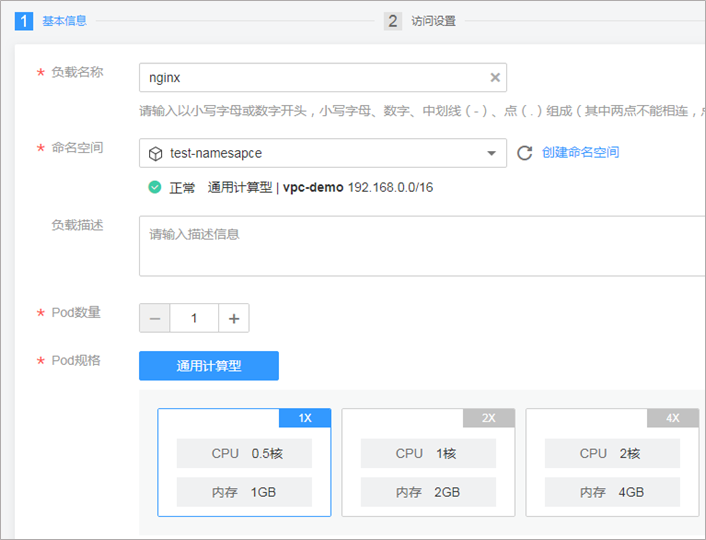 1 基本信息 2 访问设置
* 负载名称 nginx
请输入以小写字母或数字开头，小写字母、数字、中划线（-）、点（.）组成（其中两点不能相连，
* 命名空间 test-namesapce 创建命名空间
正常 通用计算型 | vpc-demo 192.168.0.0/16
负载描述 请输入描述信息
* Pod数量 1
* Pod规格 通用计算型
1X 2X 4X
CPU 0.5核 CPU 1核 CPU 2核
内存 1GB 内存 2GB 内存 4GB